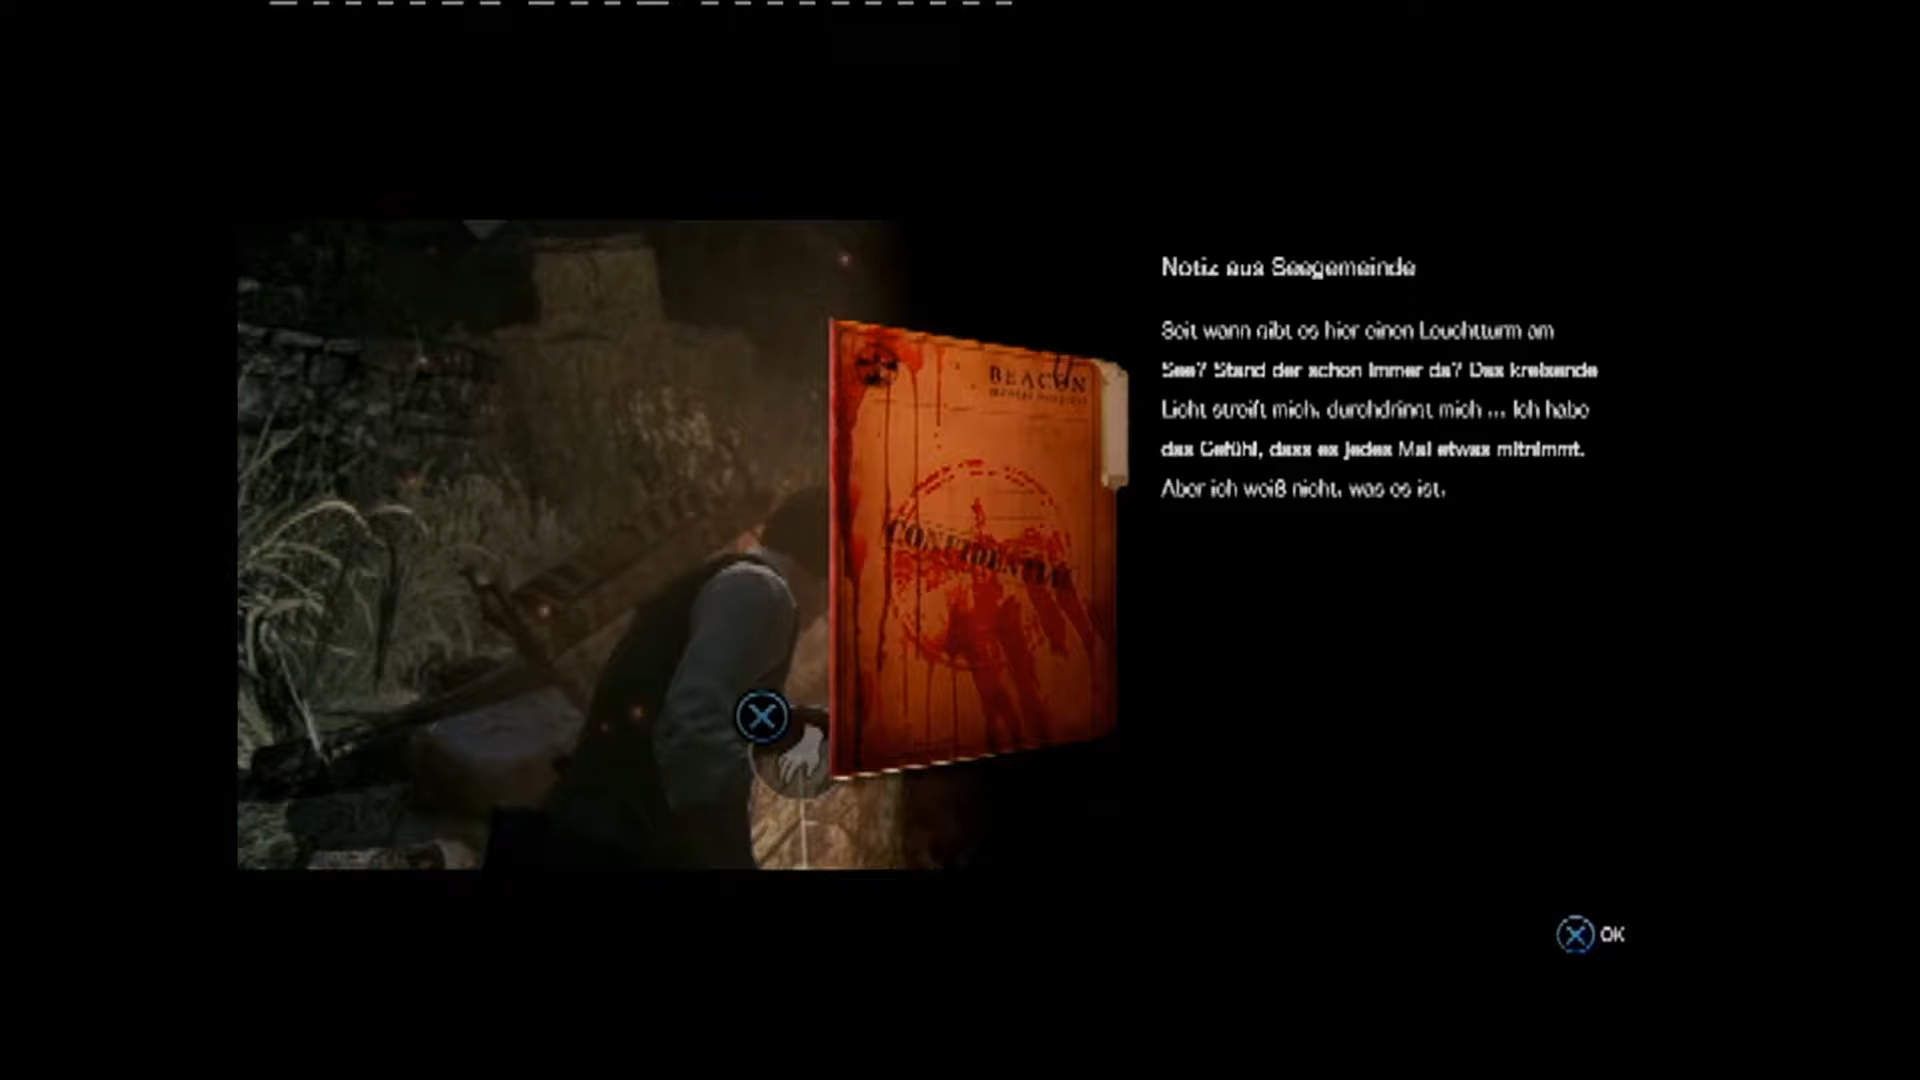 Notiz aus Seegemeinde
BEACON
MENTAL HOSPITAL
Seit wann gibt es hier einen Leuchtturm am
See? Stand der schon immer da? Das kreisende
Licht streift mich, durchdringt mich ... Ich habe
das Gefühl, dass es jedes Mal etwas mitnimmt.
Aber ich weiß nicht, was es ist.
CONFIDENTIAL
OK